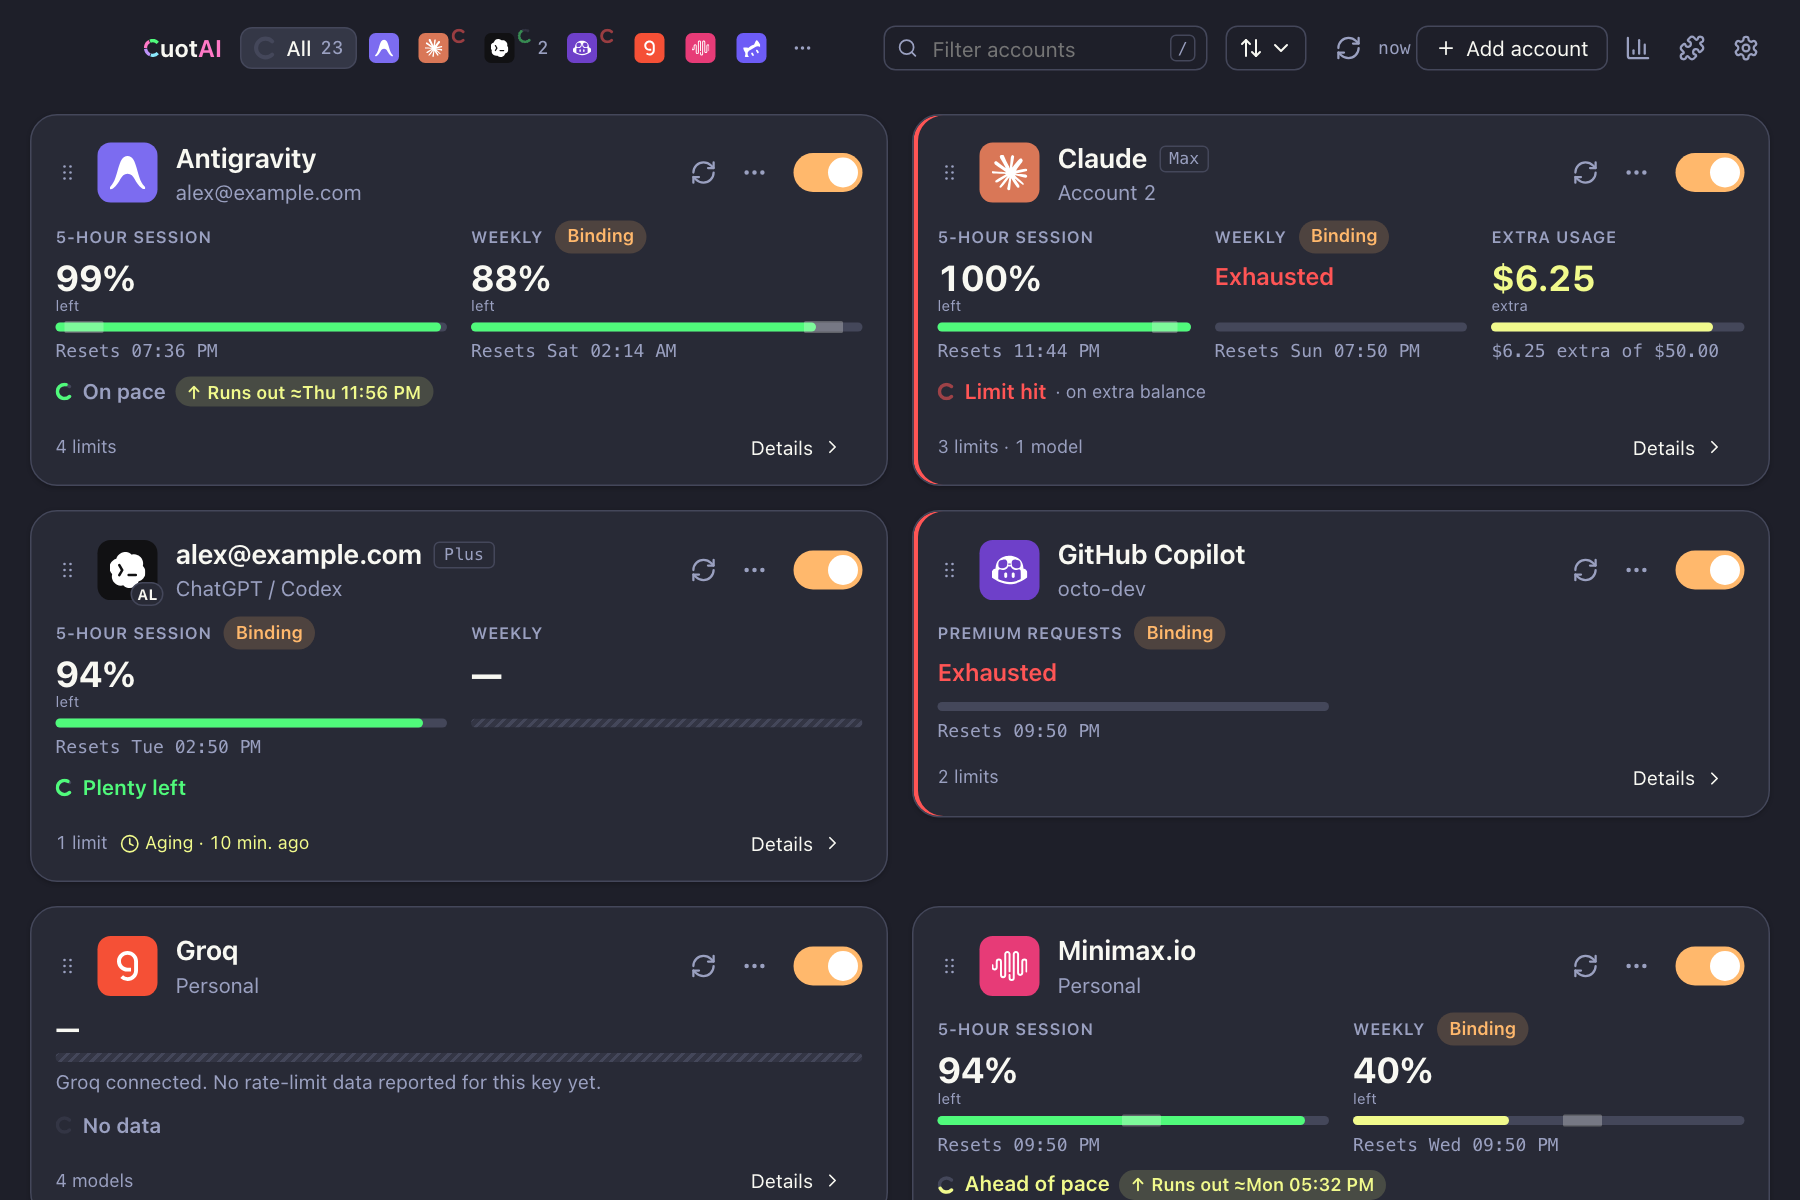 CuotAI
All 23
2
Filter accounts
/
now
+ Add account
Antigravity
alex@example.com
5-HOUR SESSION
99%
left
Resets 07:36 PM
WEEKLY Binding
88%
left
Resets Sat 02:14 AM
On pace ↑ Runs out ≈Thu 11:56 PM
4 limits
Details
Claude Max
Account 2
5-HOUR SESSION
100%
left
Resets 11:44 PM
WEEKLY Binding
Exhausted
Resets Sun 07:50 PM
EXTRA USAGE
$6.25
extra
$6.25 extra of $50.00
Limit hit · on extra balance
3 limits · 1 model
Details
alex@example.com Plus
AL
ChatGPT / Codex
5-HOUR SESSION Binding
94%
left
Resets Tue 02:50 PM
WEEKLY
—
Plenty left
1 limit Aging · 10 min. ago
Details
GitHub Copilot
octo-dev
PREMIUM REQUESTS Binding
Exhausted
Resets 09:50 PM
2 limits
Details
Groq
Personal
—
Groq connected. No rate-limit data reported for this key yet.
No data
4 models
Details
Minimax.io
Personal
5-HOUR SESSION
94%
left
Resets 09:50 PM
WEEKLY Binding
40%
left
Resets Wed 09:50 PM
Ahead of pace ↑ Runs out ≈Mon 05:32 PM